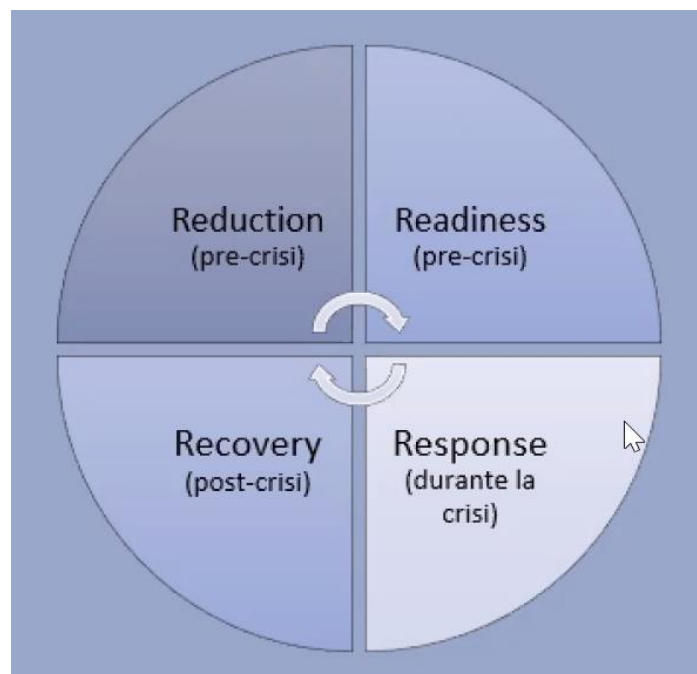 Reduction
(pre-crisi)
Readiness
(pre-crisi)
Recovery
(post-crisi)
Response
(durante la
crisi)